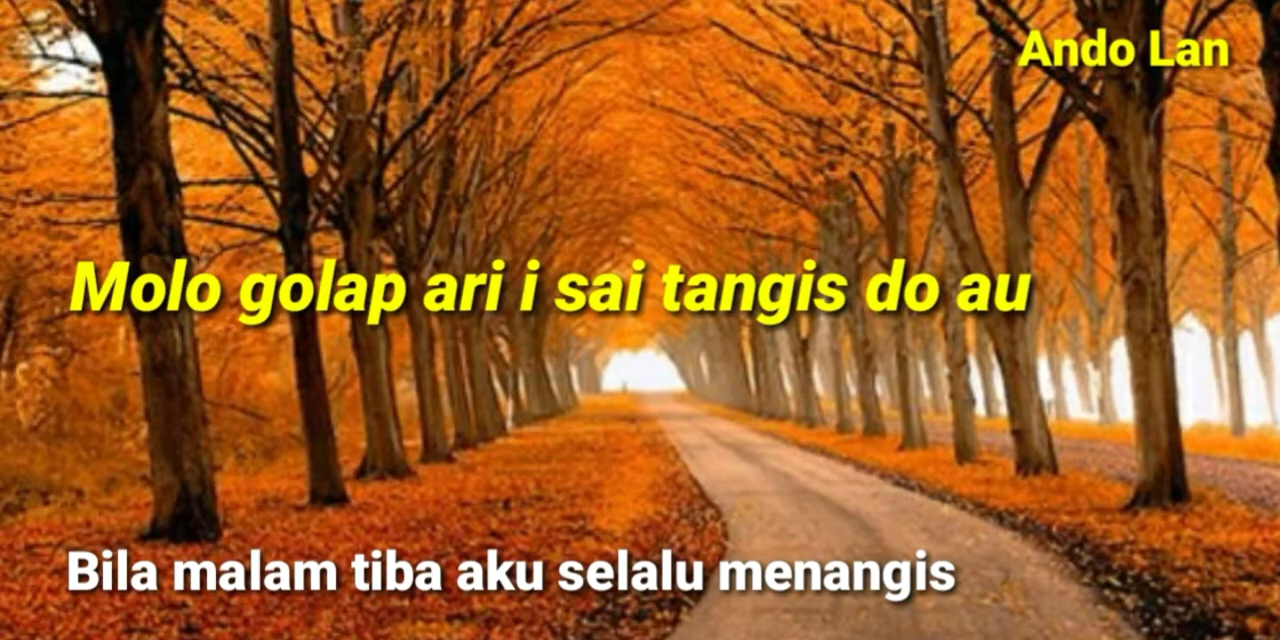 Ando Lan
Molo golap ari i sai tangis do au
Bila malam tiba aku selalu menangis